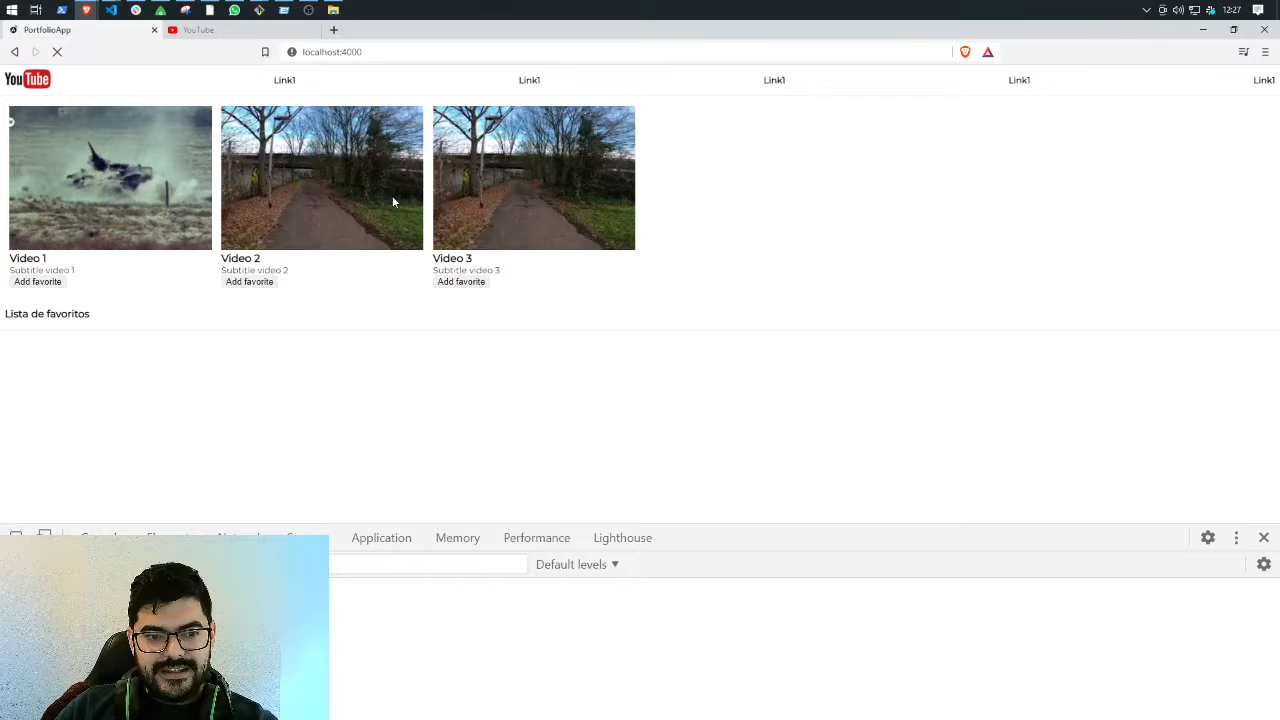 12:27
PortfolioApp
YouTube
localhost:4000
YouTube
Link1 Link1 Link1 Link1 Link1
Video 1
Subtitle video 1
Add favorite
Video 2
Subtitle video 2
Add favorite
Video 3
Subtitle video 3
Add favorite
Lista de favoritos
Application Memory Performance Lighthouse
Default levels ▼